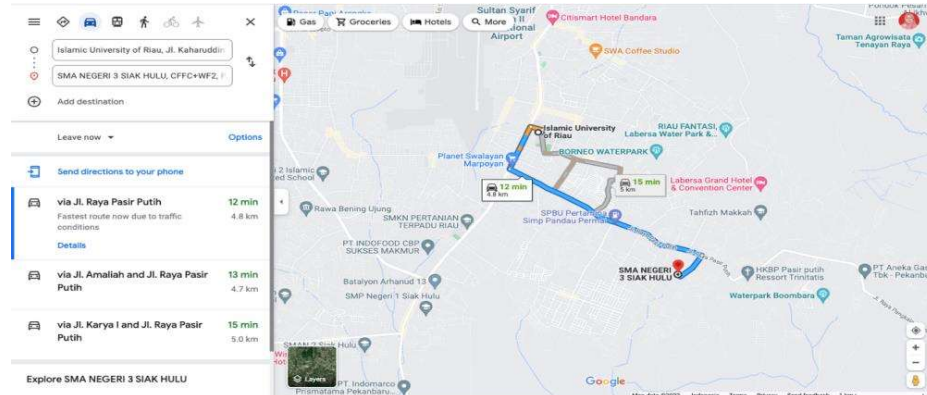 Islamic University of Riau, Jl. Kaharuddin
SMA NEGERI 3 SIAK HULU, CFFC+WF2,
Add destination
Leave now
Options
Send directions to your phone
via Jl. Raya Pasir Putih
12 min
Fastest route now due to traffic
conditions
4.8 km
Details
via Jl. Amaliah and Jl. Raya Pasir
Putih
13 min
4.7 km
via Jl. Karya I and Jl. Raya Pasir
Putih
15 min
5.0 km
Explore SMA NEGERI 3 SIAK HULU
Gas
Groceries
Hotels
More
Sultan Syarif
Airport
Citismart Hotel Bandara
SWA Coffee Studio
Taman Agrowisata
Tenayan Raya
Islamic University
of Riau
RIAU FANTASI,
Labersa Water Park &...
BORNEO WATERPARK
Planet Swalayan
Marpoyan
12 min
4.8 km
15 min
5 km
Labersa Grand Hotel
& Convention Center
Rawa Bening Ujung
SMKN PERTANIAN
TERPADU RIAU
SPBU Pertamina
Simp Pandau Permai
Tahfizh Makkah
PT INDOFOOD CBP
SUKSES MAKMUR
Batalyon Arhanud 13
SMP Negeri 1 Siak Hulu
SMA NEGERI
3 SIAK HULU
HKBP Pasir putih
Ressort Trinitatis
PT Aneka Gas
Tbk - Pekanb
Waterpark Boombara
Layers
PT. Indomarco
Prismatama Pekanbaru...
Google